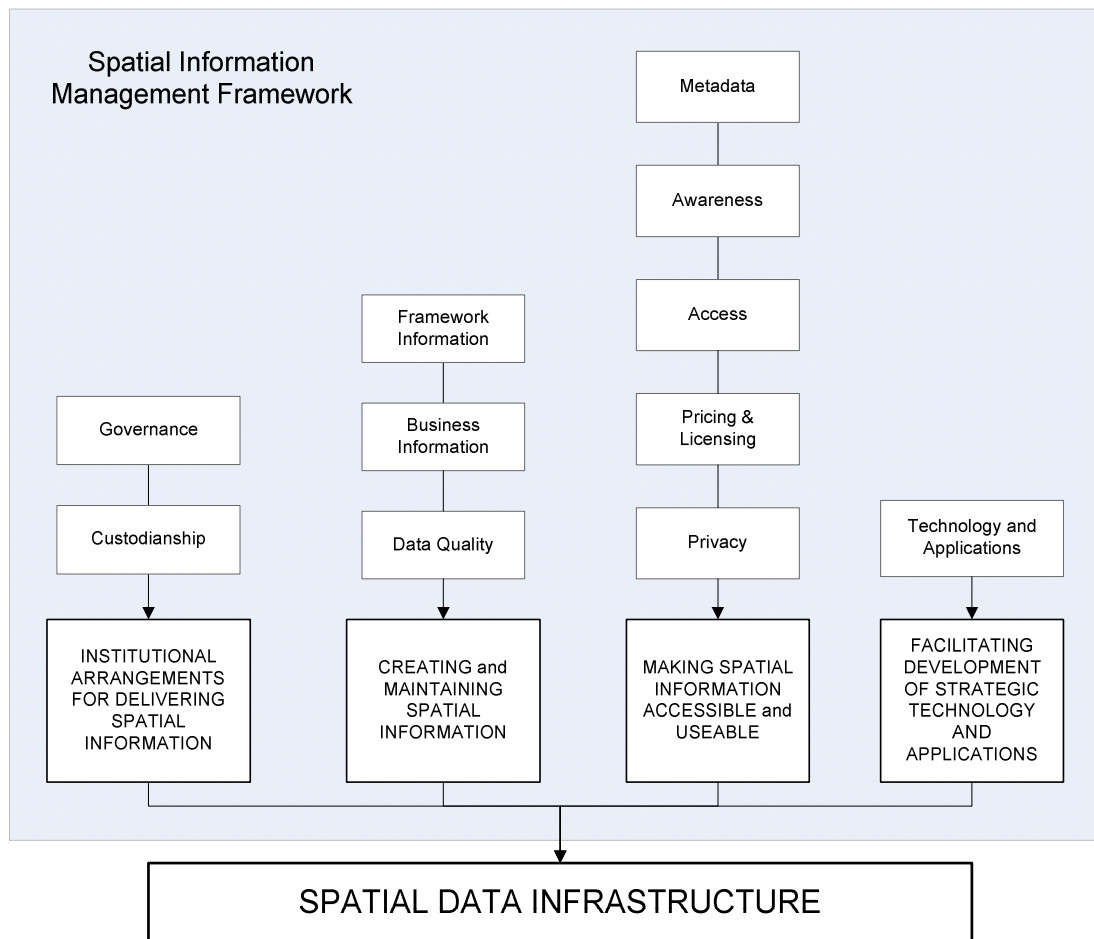 Spatial Information
Management Framework
Metadata
Awareness
Access
Pricing &
Licensing
Privacy
Framework
Information
Business
Information
Data Quality
Governance
Custodianship
Technology and
Applications
INSTITUTIONAL
ARRANGEMENTS
FOR DELIVERING
SPATIAL
INFORMATION
CREATING and
MAINTAINING
SPATIAL
INFORMATION
MAKING SPATIAL
INFORMATION
ACCESSIBLE and
USEABLE
FACILITATING
DEVELOPMENT
OF STRATEGIC
TECHNOLOGY
AND
APPLICATIONS
SPATIAL DATA INFRASTRUCTURE